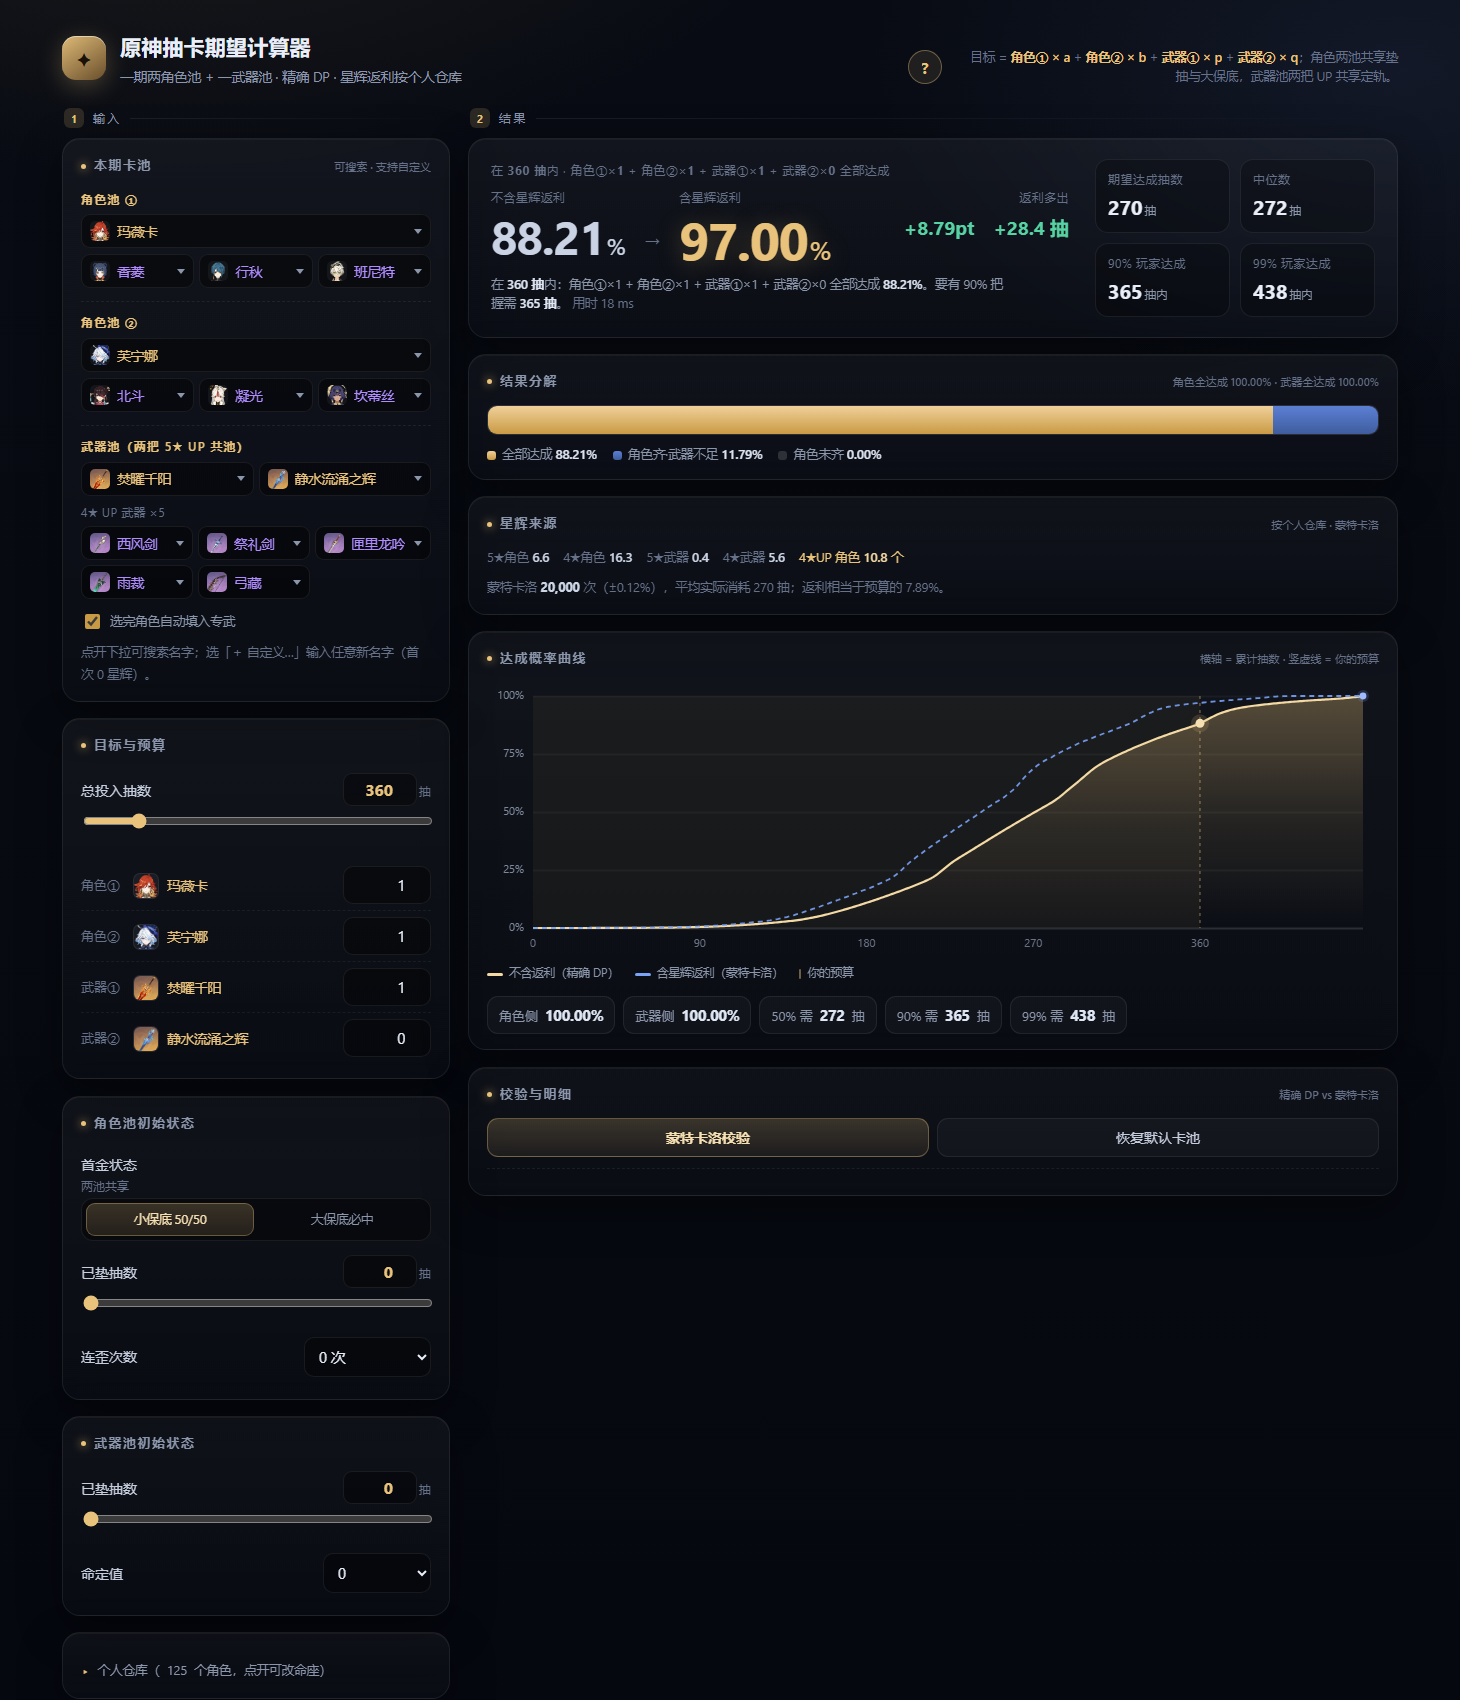 原神抽卡期望计算器
一期两角色池 + 一武器池 · 精确 DP · 星辉返利按个人仓库
?
目标 = 角色① × a + 角色② × b + 武器① × p + 武器② × q；角色两池共享垫
抽与大保底，武器池两把 UP 共享定轨。
1 输入
本期卡池
可搜索 · 支持自定义
角色池 ①
玛薇卡
香菱 行秋 班尼特
角色池 ②
芙宁娜
北斗 凝光 坎蒂丝
武器池（两把 5★ UP 共池）
焚曜千阳 静水流涌之辉
4★ UP 武器 ×5
西风剑 祭礼剑 匣里龙吟
雨裁 弓藏
选完角色自动填入专武
点开下拉可搜索名字；选「 + 自定义…」输入任意新名字（首
次 0 星辉）。
目标与预算
总投入抽数 360 抽
角色① 玛薇卡 1
角色② 芙宁娜 1
武器① 焚曜千阳 1
武器② 静水流涌之辉 0
角色池初始状态
首金状态
两池共享
小保底 50/50 大保底必中
已垫抽数 0 抽
连歪次数 0 次
武器池初始状态
已垫抽数 0 抽
命定值 0
个人仓库（ 125 个角色，点开可改命座）
2 结果
在 360 抽内 · 角色①×1 + 角色②×1 + 武器①×1 + 武器②×0 全部达成
不含星辉返利 含星辉返利 返利多出
88.21% → 97.00% +8.79pt +28.4 抽
在 360 抽内：角色①×1 + 角色②×1 + 武器①×1 + 武器②×0 全部达成 88.21%。要有 90% 把
握需 365 抽。 用时 18 ms
期望达成抽数
270 抽
中位数
272 抽
90% 玩家达成
365 抽内
99% 玩家达成
438 抽内
结果分解
角色全达成 100.00% · 武器全达成 100.00%
全部达成 88.21% 角色齐·武器不足 11.79% 角色未齐 0.00%
星辉来源
按个人仓库 · 蒙特卡洛
5★角色 6.6 4★角色 16.3 5★武器 0.4 4★武器 5.6 4★UP 角色 10.8 个
蒙特卡洛 20,000 次（±0.12%），平均实际消耗 270 抽；返利相当于预算的 7.89%。
达成概率曲线
横轴 = 累计抽数 · 竖虚线 = 你的预算
100%
75%
50%
25%
0%
0 90 180 270 360
不含返利（精确 DP） 含星辉返利（蒙特卡洛） 你的预算
角色侧 100.00% 武器侧 100.00% 50% 需 272 抽 90% 需 365 抽 99% 需 438 抽
校验与明细
精确 DP vs 蒙特卡洛
蒙特卡洛校验 恢复默认卡池